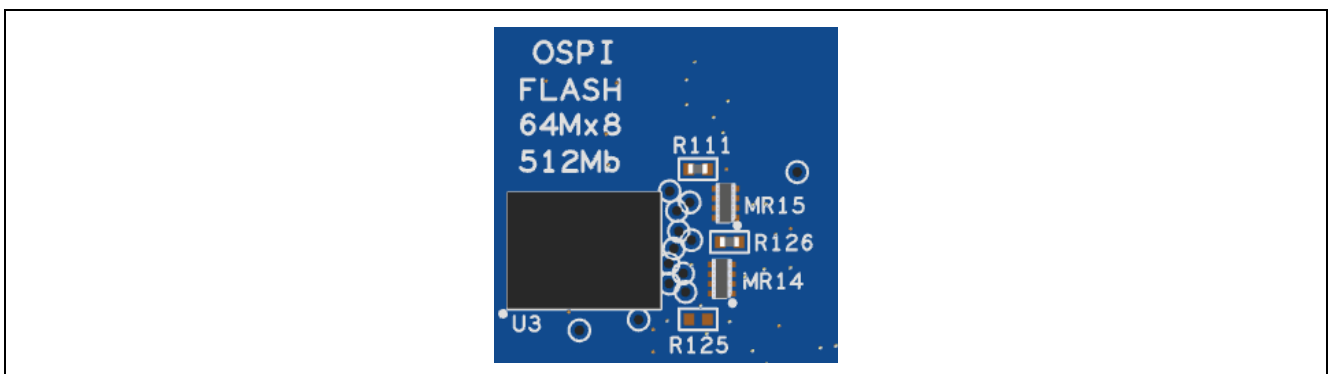 OSPI
FLASH
64Mx8
512Mb
R111
MR15
R126
MR14
U3
R125